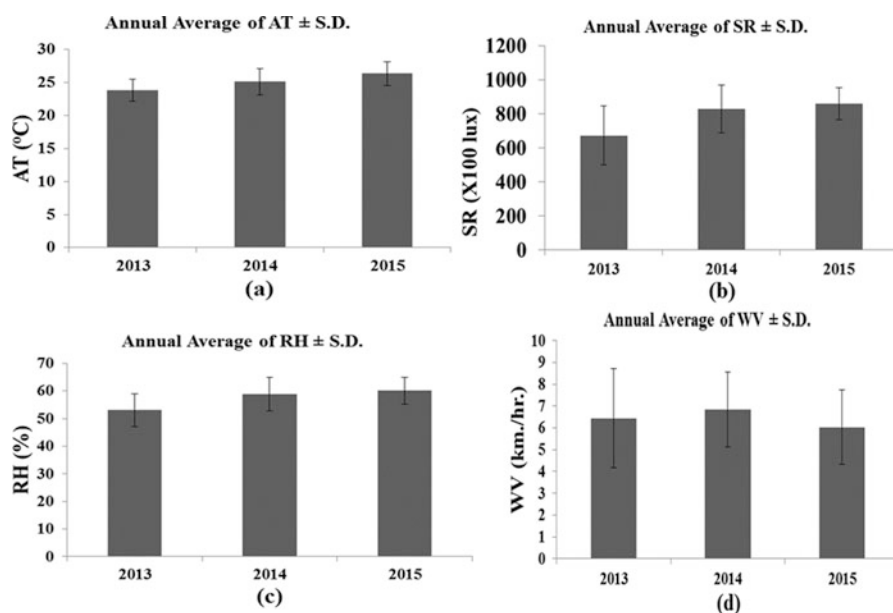 Annual Average of AT ± S.D.
AT (ºC)
30
25
20
15
10
5
0
2013 2014 2015
(a)
Annual Average of SR ± S.D.
SR (X100 lux)
1200
1000
800
600
400
200
0
2013 2014 2015
(b)
Annual Average of RH ± S.D.
RH (%)
70
60
50
40
30
20
10
0
2013 2014 2015
(c)
Annual Average of WV ± S.D.
WV (km./hr.)
10
9
8
7
6
5
4
3
2
1
0
2013 2014 2015
(d)